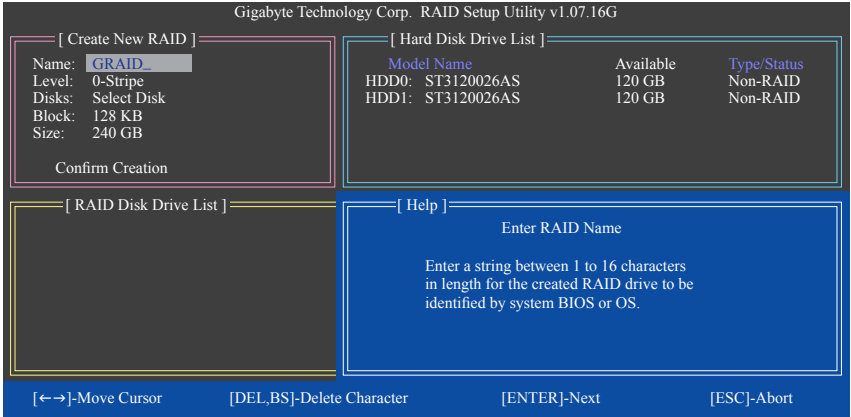 Gigabyte Technology Corp. RAID Setup Utility v1.07.16G
[ Create New RAID ]
Name: GRAID_
Level: 0-Stripe
Disks: Select Disk
Block: 128 KB
Size: 240 GB
Confirm Creation
[ Hard Disk Drive List ]
Model Name Available Type/Status
HDD0: ST3120026AS 120 GB Non-RAID
HDD1: ST3120026AS 120 GB Non-RAID
[ RAID Disk Drive List ]
[ Help ]
Enter RAID Name
Enter a string between 1 to 16 characters
in length for the created RAID drive to be
identified by system BIOS or OS.
[←→]-Move Cursor [DEL,BS]-Delete Character [ENTER]-Next [ESC]-Abort